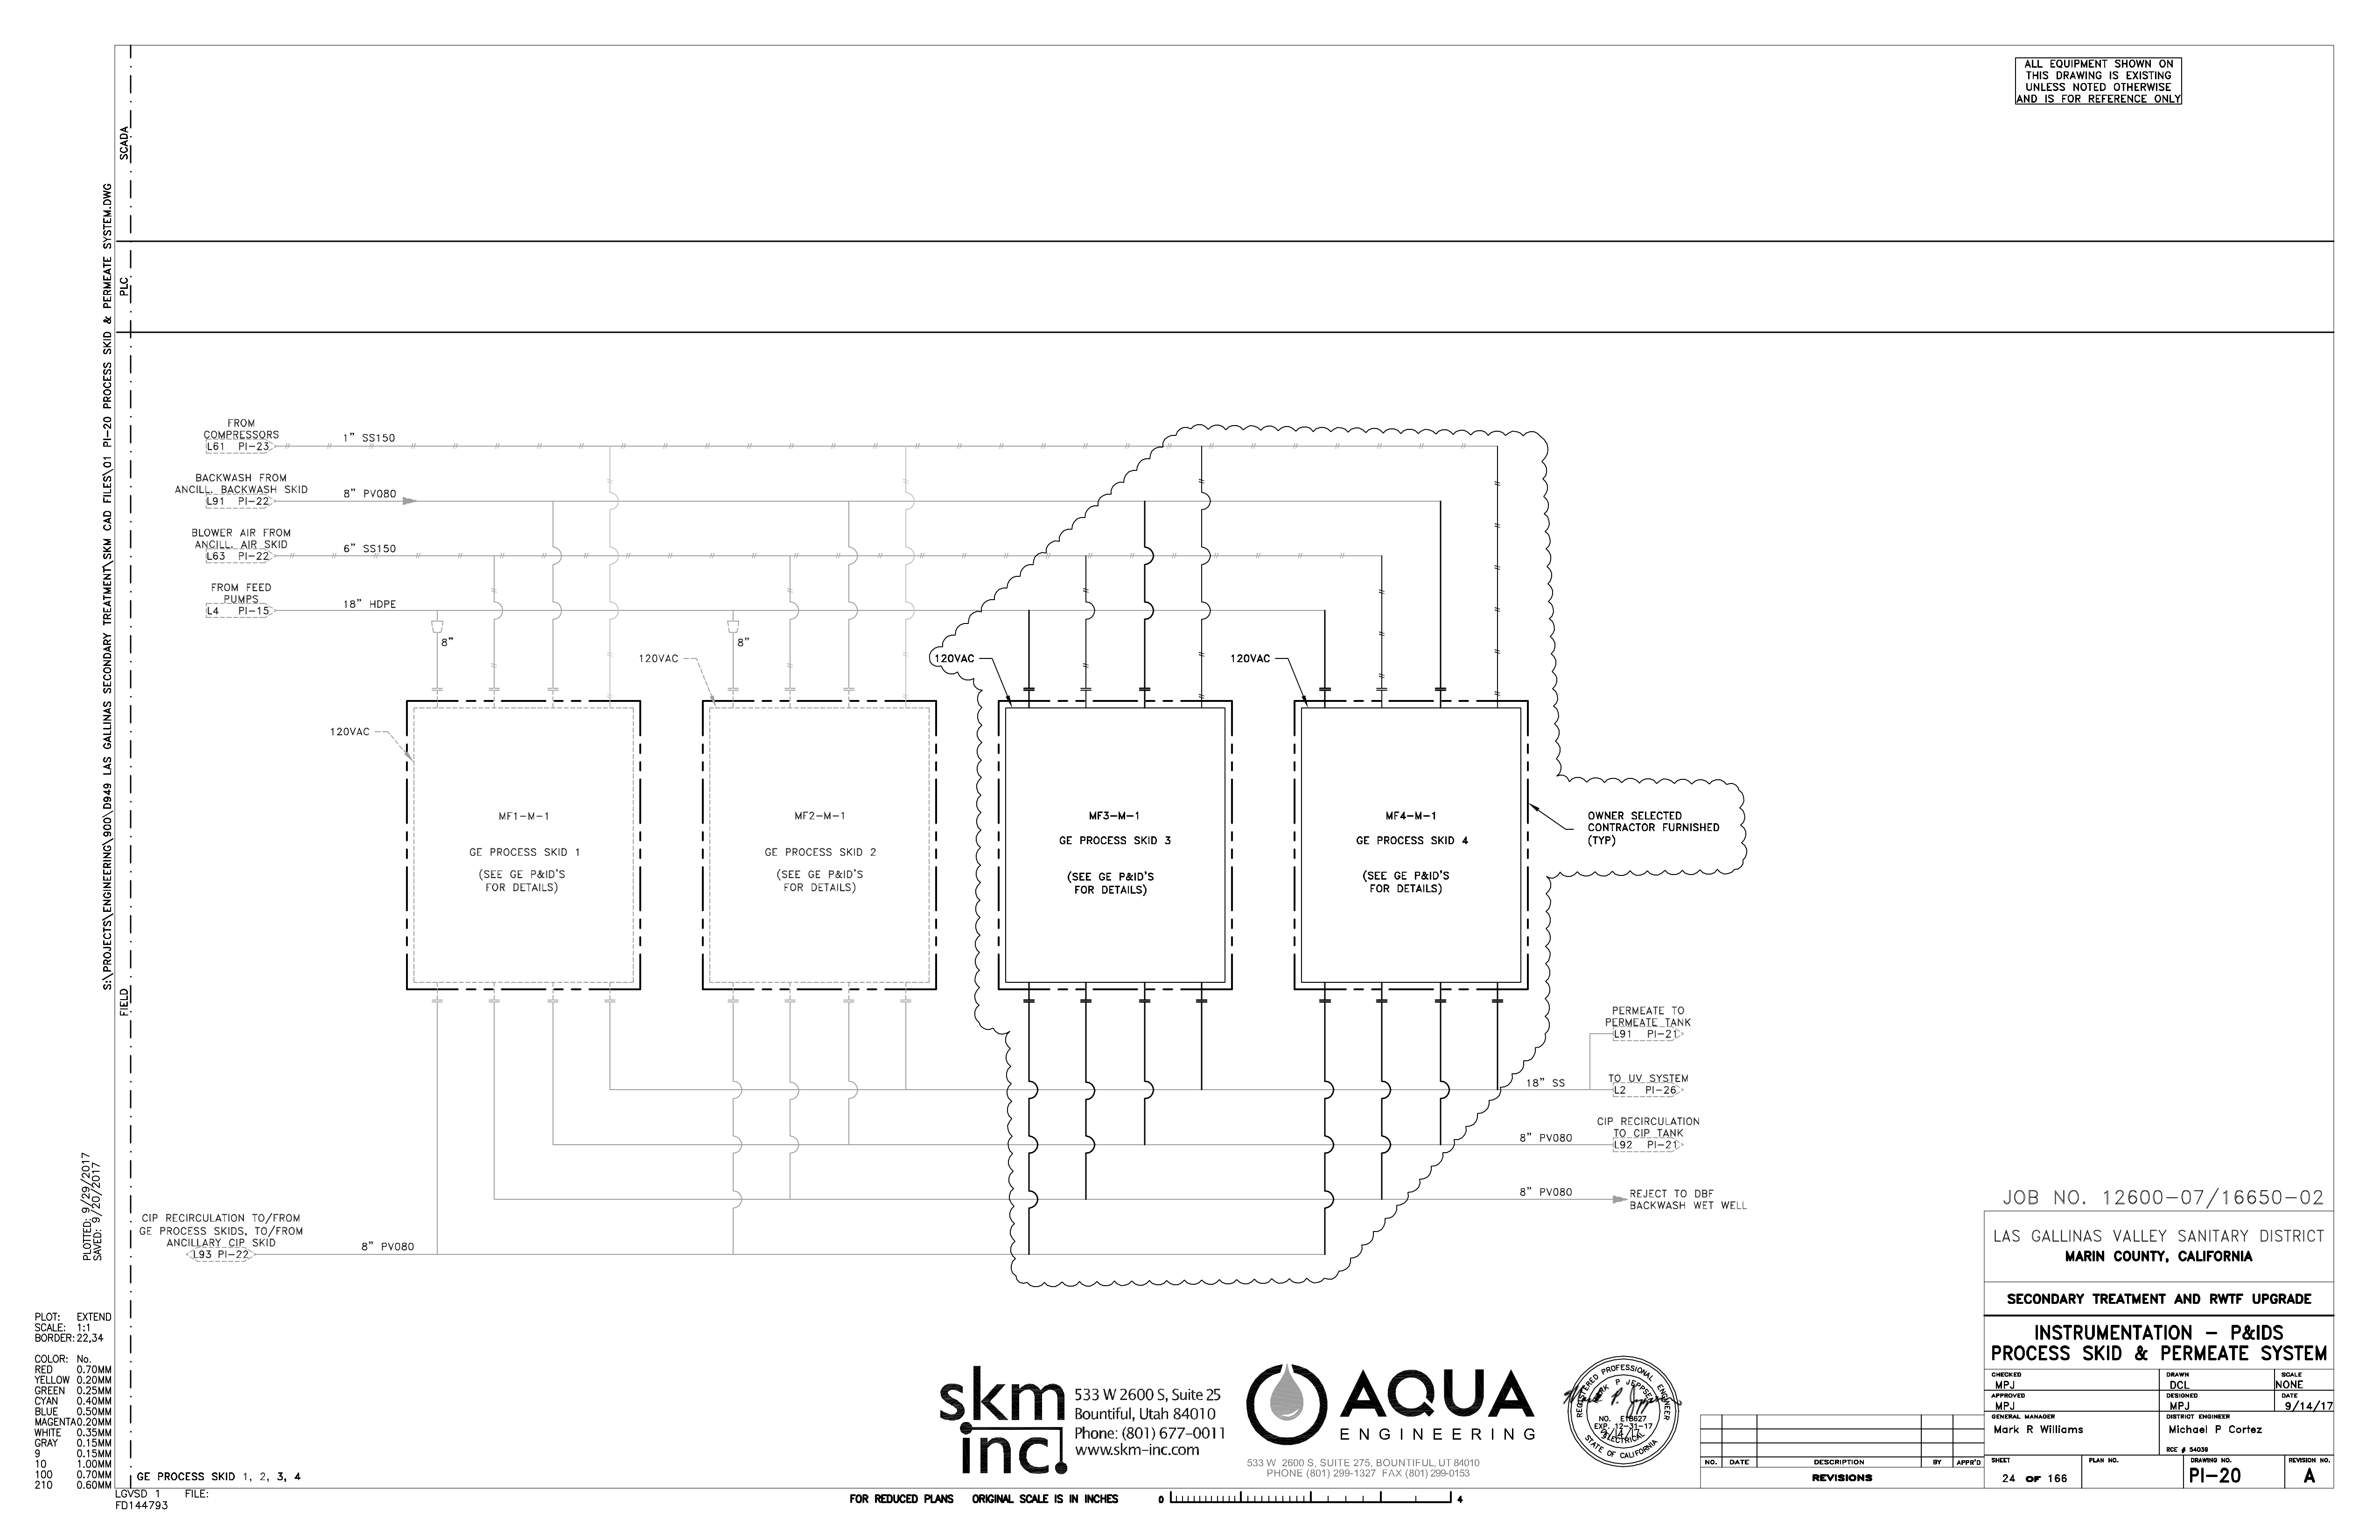 ALL EQUIPMENT SHOWN ON
THIS DRAWING IS EXISTING
UNLESS NOTED OTHERWISE
AND IS FOR REFERENCE ONLY
SCADA
PLC
FIELD
S:\PROJECTS\ENGINEERING\900\D949 LAS GALLINAS SECONDARY TREATMENT\SKM CAD FILES\01 PI-20 PROCESS SKID & PERMEATE SYSTEM.DWG
PLOTTED: 9/29/2017
SAVED: 9/20/2017
FROM
COMPRESSORS
L61 PI-23
1" SS150
BACKWASH FROM
ANCILL. BACKWASH SKID
L91 PI-22
8" PV080
BLOWER AIR FROM
ANCILL. AIR SKID
L63 PI-22
6" SS150
FROM FEED
PUMPS
L4 PI-15
18" HDPE
8"
8"
120VAC
120VAC
120VAC
120VAC
MF1-M-1
GE PROCESS SKID 1
(SEE GE P&ID'S
FOR DETAILS)
MF2-M-1
GE PROCESS SKID 2
(SEE GE P&ID'S
FOR DETAILS)
MF3-M-1
GE PROCESS SKID 3
(SEE GE P&ID'S
FOR DETAILS)
MF4-M-1
GE PROCESS SKID 4
(SEE GE P&ID'S
FOR DETAILS)
OWNER SELECTED
CONTRACTOR FURNISHED
(TYP)
PERMEATE TO
PERMEATE TANK
L91 PI-21
18" SS
TO UV SYSTEM
L2 PI-26
CIP RECIRCULATION
TO CIP TANK
8" PV080
L92 PI-21
8" PV080
REJECT TO DBF
BACKWASH WET WELL
CIP RECIRCULATION TO/FROM
GE PROCESS SKIDS, TO/FROM
ANCILLARY CIP SKID
L93 PI-22
8" PV080
PLOT: EXTEND
SCALE: 1:1
BORDER: 22,34
COLOR: No.
RED 0.70MM
YELLOW 0.20MM
GREEN 0.25MM
CYAN 0.40MM
BLUE 0.50MM
MAGENTA 0.20MM
WHITE 0.35MM
GRAY 0.15MM
9 0.15MM
10 1.00MM
100 0.70MM
210 0.60MM
GE PROCESS SKID 1, 2, 3, 4
LGVSD 1 FILE:
FD144793
skm
inc.
533 W 2600 S, Suite 25
Bountiful, Utah 84010
Phone: (801) 677-0011
www.skm-inc.com
AQUA
ENGINEERING
533 W 2600 S, SUITE 275, BOUNTIFUL, UT 84010
PHONE (801) 299-1327 FAX (801) 299-0153
REGISTERED PROFESSIONAL ENGINEER
MARK P JEPPSEN
NO. E18627
EXP. 12-31-17
9/14/17
ELECTRICAL
STATE OF CALIFORNIA
FOR REDUCED PLANS ORIGINAL SCALE IS IN INCHES
0 4
NO. DATE DESCRIPTION BY APPR'D
REVISIONS
JOB NO. 12600-07/16650-02
LAS GALLINAS VALLEY SANITARY DISTRICT
MARIN COUNTY, CALIFORNIA
SECONDARY TREATMENT AND RWTF UPGRADE
INSTRUMENTATION - P&IDS
PROCESS SKID & PERMEATE SYSTEM
CHECKED DRAWN SCALE
MPJ DCL NONE
APPROVED DESIGNED DATE
MPJ MPJ 9/14/17
GENERAL MANAGER DISTRICT ENGINEER
Mark R Williams Michael P Cortez
RCE # 54039
SHEET PLAN NO. DRAWING NO. REVISION NO.
24 OF 166 PI-20 A